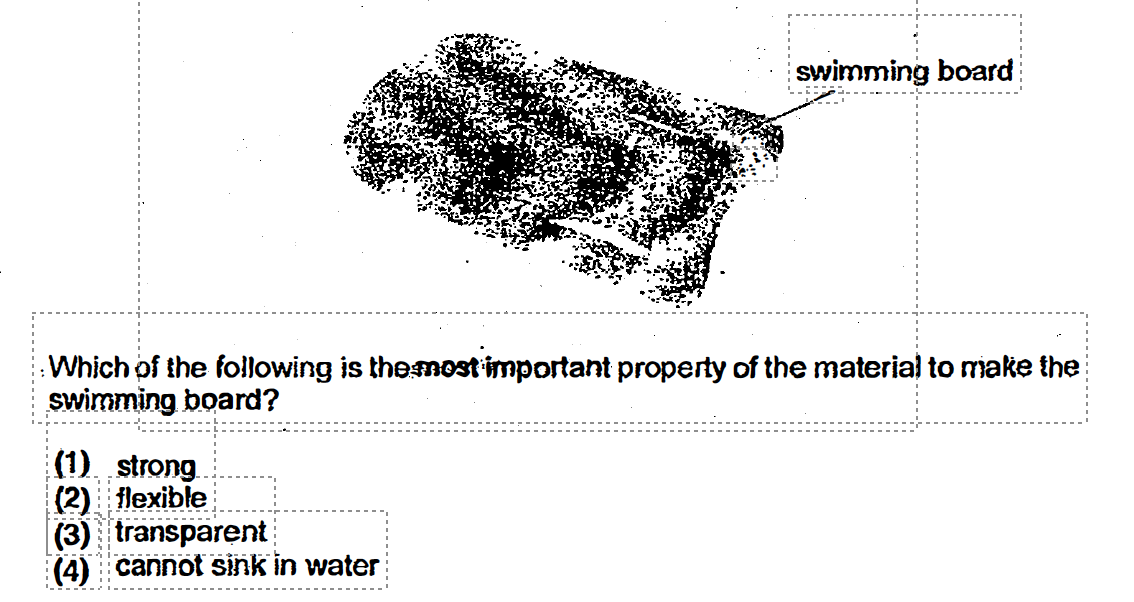 swimming board
Which of the following is the most important property of the material to make the
swimming board?
(1) strong
(2) flexible
(3) transparent
(4) cannot sink in water